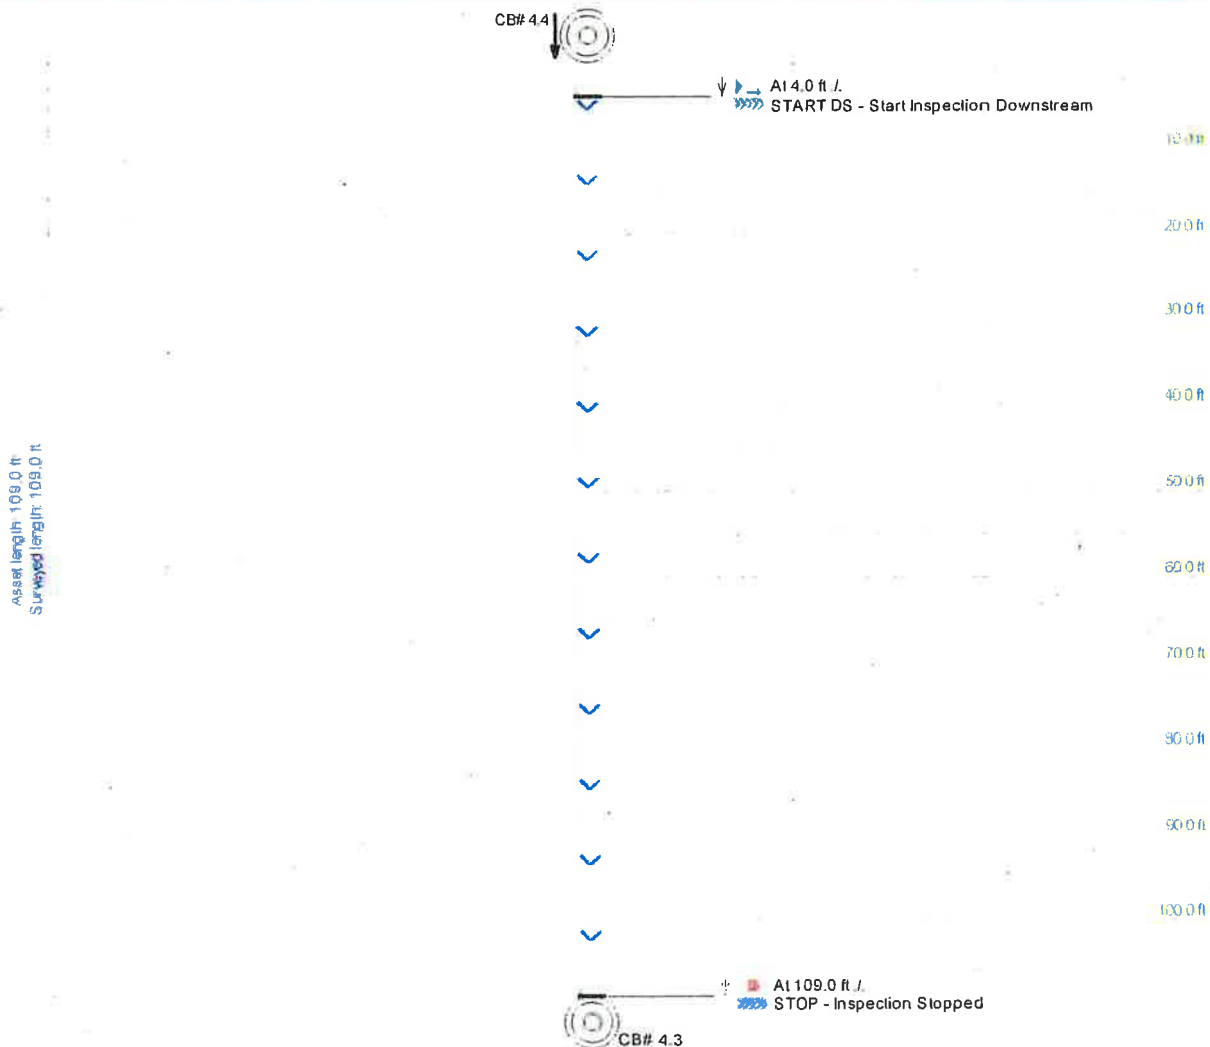 CB# 4.4
At 4.0 ft /.
START DS - Start Inspection Downstream
10.0 ft
20.0 ft
30.0 ft
40.0 ft
50.0 ft
60.0 ft
70.0 ft
80.0 ft
90.0 ft
100.0 ft
Asset length: 109.0 ft
Surveyed length: 109.0 ft
At 109.0 ft /.
STOP - Inspection Stopped
CB# 4.3